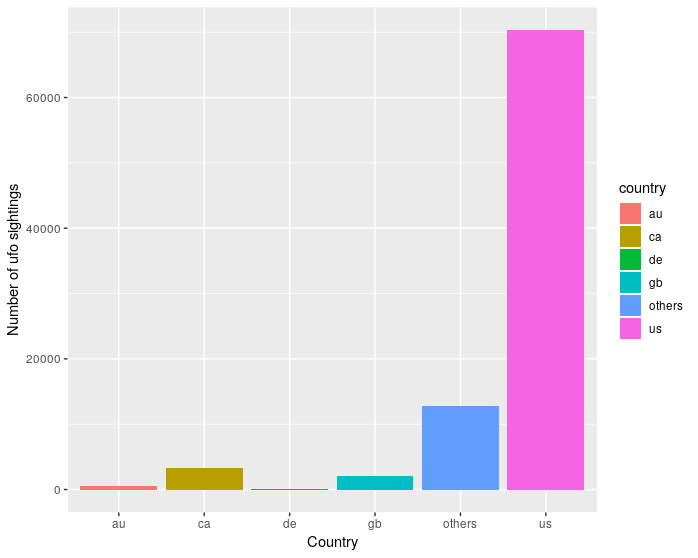 Number of ufo sightings
60000
40000
20000
0
au ca de gb others us
Country
country
au
ca
de
gb
others
us